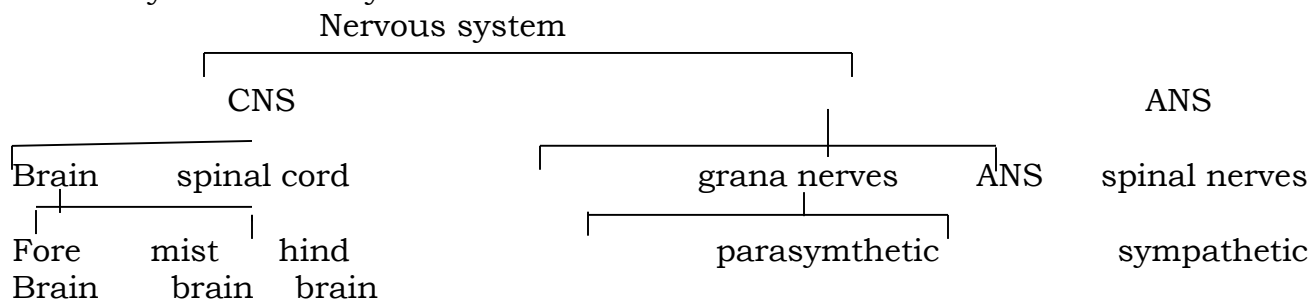 Nervous system
CNS ANS
Brain spinal cord grana nerves ANS spinal nerves
Fore mist hind parasymthetic sympathetic
Brain brain brain